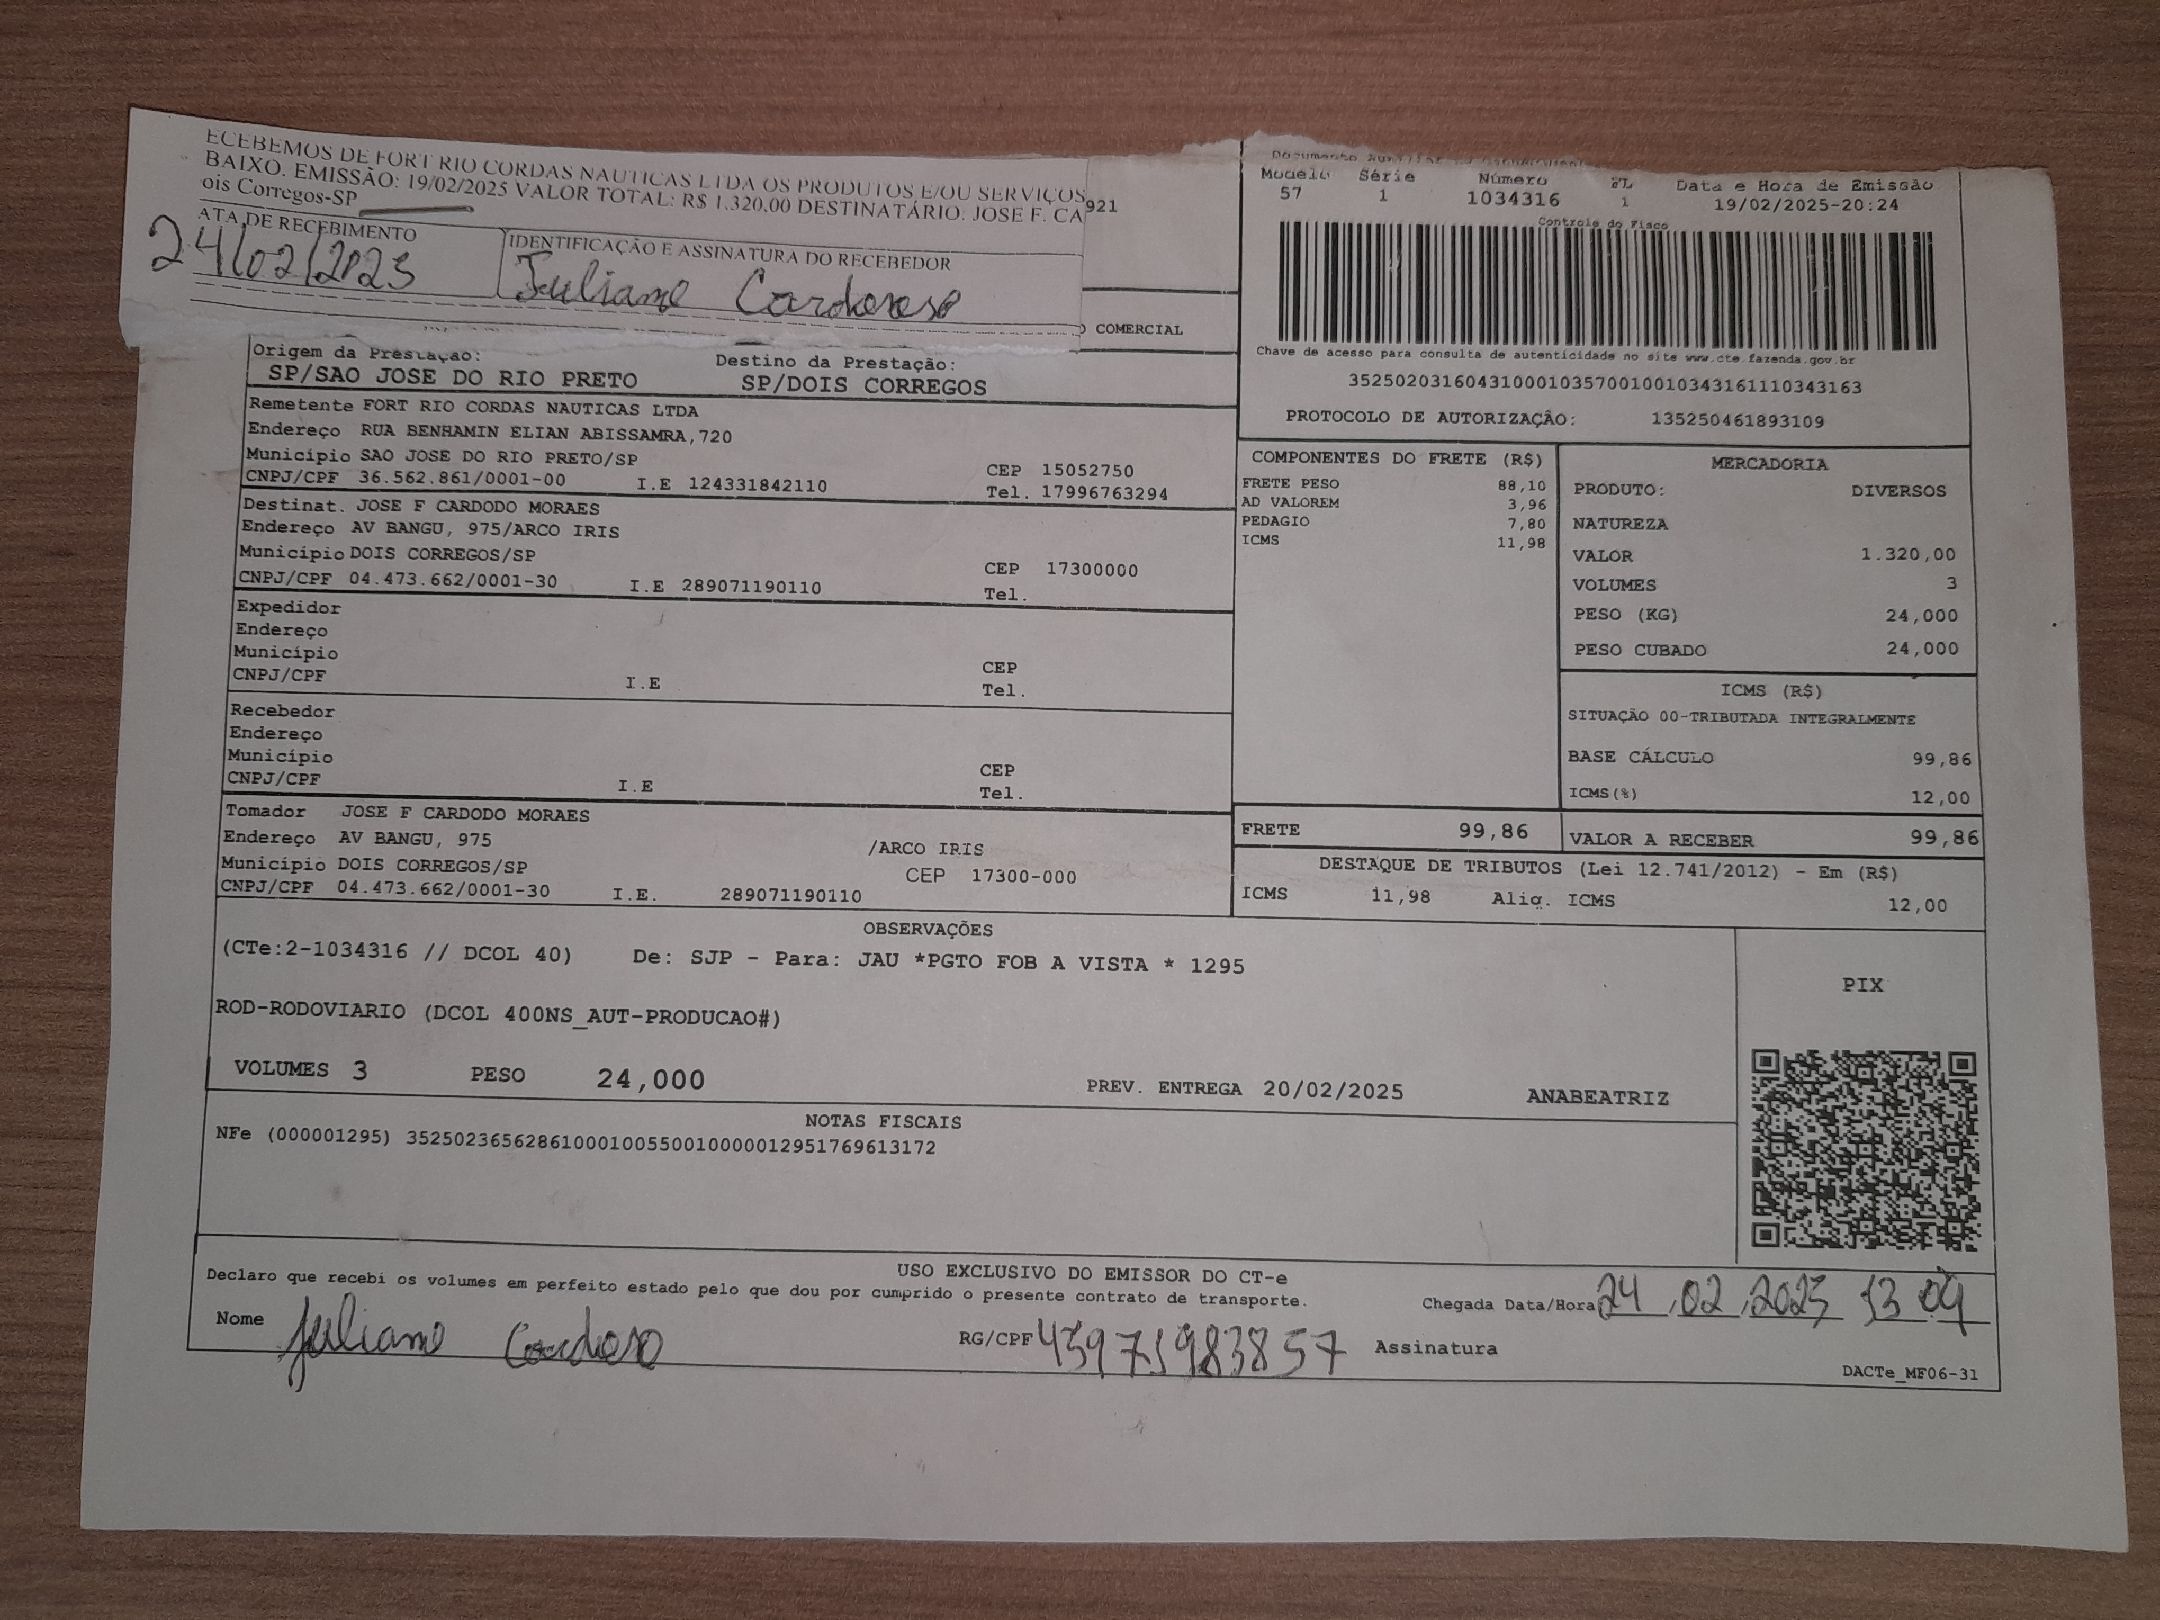 ECEBEMOS DE FORT RIO CORDAS NAUTICAS LTDA OS PRODUTOS E/OU SERVIÇOS
BAIXO. EMISSÃO: 19/02/2025 VALOR TOTAL: R$ 1.320,00 DESTINATÁRIO: JOSE F. CA
ois Corregos-SP
921
ATA DE RECEBIMENTO
24/02/2025
IDENTIFICAÇÃO E ASSINATURA DO RECEBEDOR
Juliano Cardoso
COMERCIAL
Modelo Série Número FL Data e Hora de Emissão
57 1 1034316 1 19/02/2025-20:24
Controle do Fisco
Chave de acesso para consulta de autenticidade no site www.cte.fazenda.gov.br
35250203160431000103570010010343161110343163
PROTOCOLO DE AUTORIZAÇÃO: 135250461893109
Origem da Prestação: Destino da Prestação:
SP/SAO JOSE DO RIO PRETO SP/DOIS CORREGOS
Remetente FORT RIO CORDAS NAUTICAS LTDA
Endereço RUA BENHAMIN ELIAN ABISSAMRA,720
Município SAO JOSE DO RIO PRETO/SP CEP 15052750
CNPJ/CPF 36.562.861/0001-00 I.E 124331842110 Tel. 17996763294
Destinat. JOSE F CARDODO MORAES
Endereço AV BANGU, 975/ARCO IRIS
Município DOIS CORREGOS/SP CEP 17300000
CNPJ/CPF 04.473.662/0001-30 I.E 289071190110 Tel.
Expedidor
Endereço
Município CEP
CNPJ/CPF I.E Tel.
Recebedor
Endereço
Município CEP
CNPJ/CPF I.E Tel.
Tomador JOSE F CARDODO MORAES
Endereço AV BANGU, 975 /ARCO IRIS
Município DOIS CORREGOS/SP CEP 17300-000
CNPJ/CPF 04.473.662/0001-30 I.E. 289071190110
COMPONENTES DO FRETE (R$)
FRETE PESO 88,10
AD VALOREM 3,96
PEDAGIO 7,80
ICMS 11,98
MERCADORIA
PRODUTO: DIVERSOS
NATUREZA
VALOR 1.320,00
VOLUMES 3
PESO (KG) 24,000
PESO CUBADO 24,000
ICMS (R$)
SITUAÇÃO 00-TRIBUTADA INTEGRALMENTE
BASE CÁLCULO 99,86
ICMS(%) 12,00
FRETE 99,86 VALOR A RECEBER 99,86
DESTAQUE DE TRIBUTOS (Lei 12.741/2012) - Em (R$)
ICMS 11,98 Aliq. ICMS 12,00
OBSERVAÇÕES
(CTe:2-1034316 // DCOL 40) De: SJP - Para: JAU *PGTO FOB A VISTA * 1295
ROD-RODOVIARIO (DCOL 400NS_AUT-PRODUCAO#)
VOLUMES 3 PESO 24,000 PREV. ENTREGA 20/02/2025 ANABEATRIZ
PIX
NOTAS FISCAIS
NFe (000001295) 35250236562861000100550010000012951769613172
USO EXCLUSIVO DO EMISSOR DO CT-e
Declaro que recebi os volumes em perfeito estado pelo que dou por cumprido o presente contrato de transporte.
Chegada Data/Hora 24 02 2025 13 09
Nome Juliano Cardoso RG/CPF 45975983857 Assinatura
DACTe_MF06-31